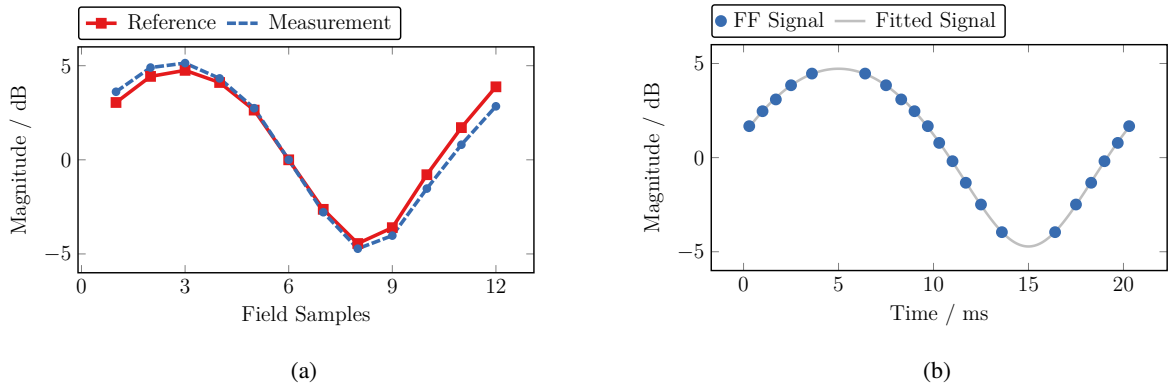 Reference Measurement
5
0
−5
Magnitude / dB
0 3 6 9 12
Field Samples
(a)
FF Signal Fitted Signal
5
0
−5
Magnitude / dB
0 5 10 15 20
Time / ms
(b)